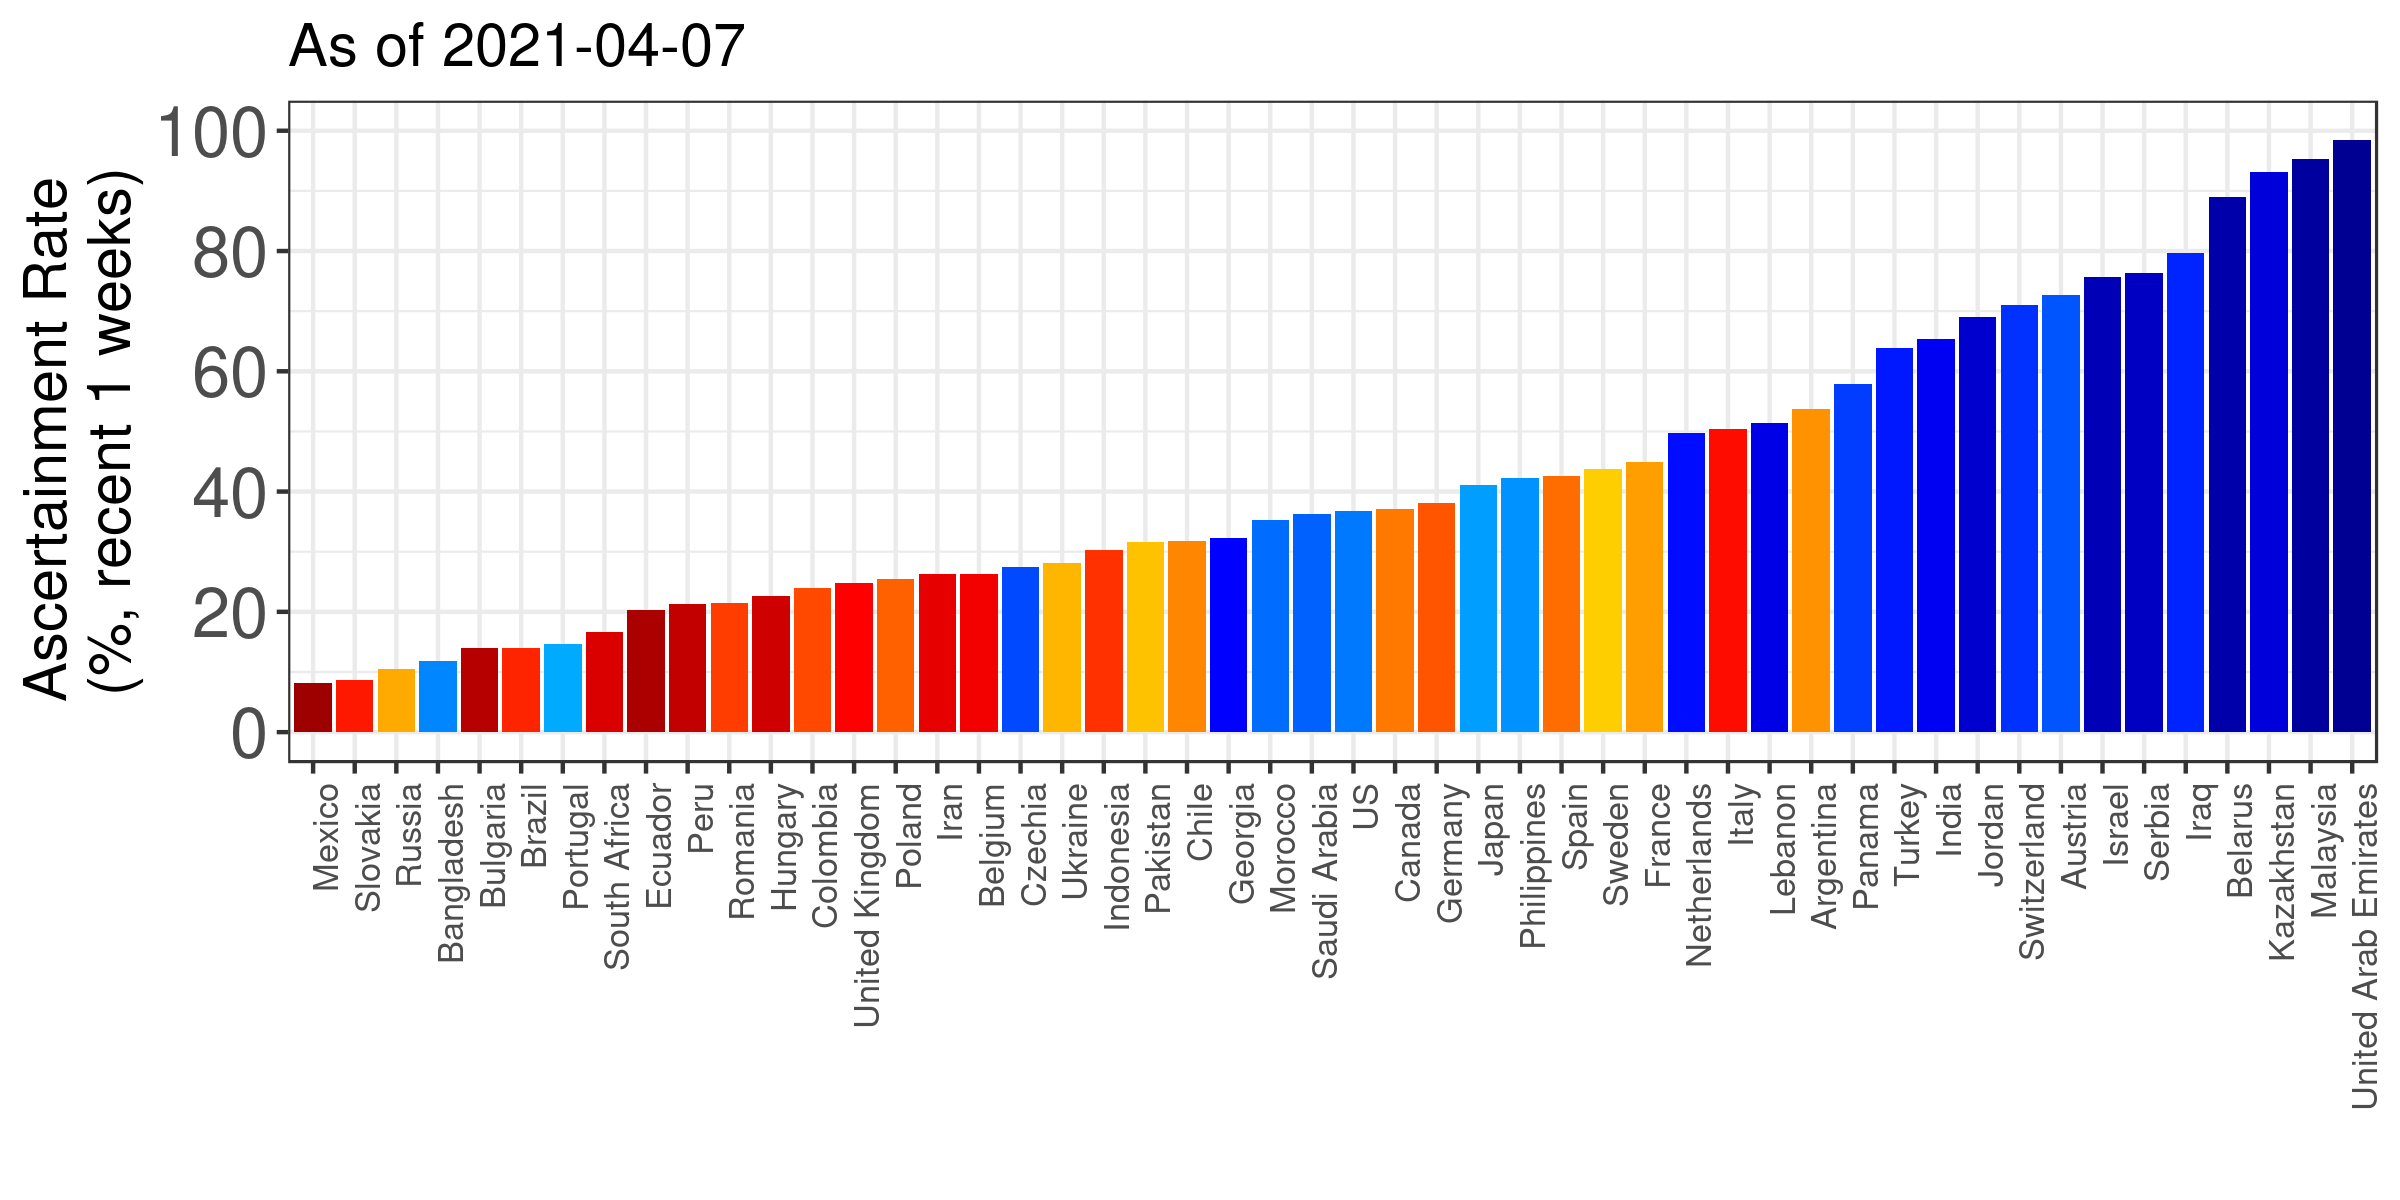 As of 2021-04-07
Ascertainment Rate
(%, recent 1 weeks)
100
80
60
40
20
0
Mexico
Slovakia
Russia
Bangladesh
Bulgaria
Brazil
Portugal
South Africa
Ecuador
Peru
Romania
Hungary
Colombia
United Kingdom
Poland
Iran
Belgium
Czechia
Ukraine
Indonesia
Pakistan
Chile
Georgia
Morocco
Saudi Arabia
US
Canada
Germany
Japan
Philippines
Spain
Sweden
France
Netherlands
Italy
Lebanon
Argentina
Panama
Turkey
India
Jordan
Switzerland
Austria
Israel
Serbia
Iraq
Belarus
Kazakhstan
Malaysia
United Arab Emirates